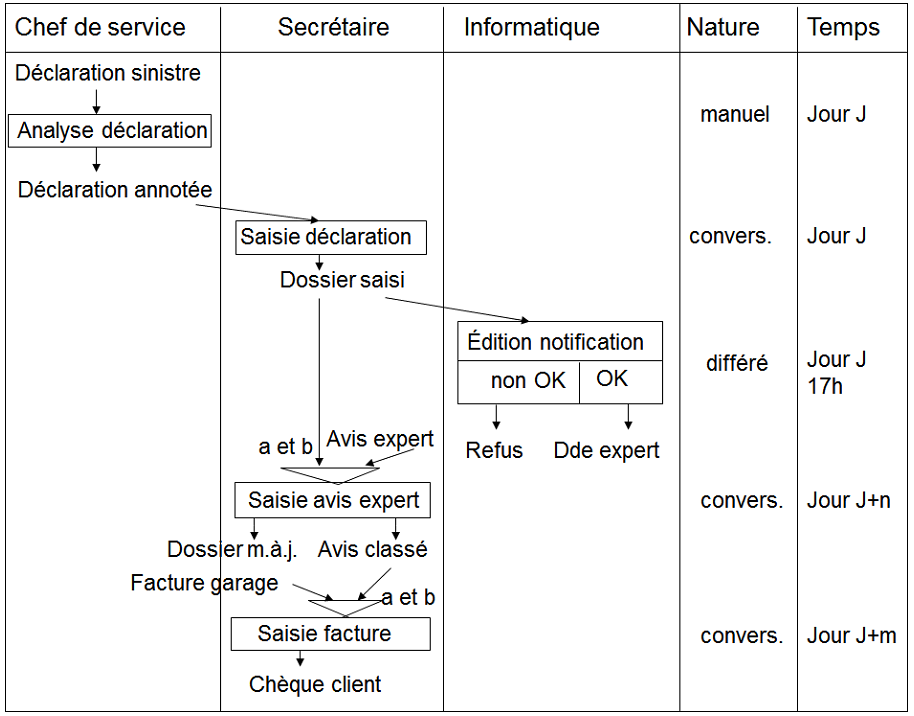 Chef de service Secrétaire Informatique Nature Temps
Déclaration sinistre
Analyse déclaration manuel Jour J
Déclaration annotée
Saisie déclaration convers. Jour J
Dossier saisi
Édition notification
différé Jour J
17h
non OK OK
a et b Avis expert Refus Dde expert
Saisie avis expert convers. Jour J+n
Dossier m.à.j. Avis classé
Facture garage
a et b
Saisie facture convers. Jour J+m
Chèque client